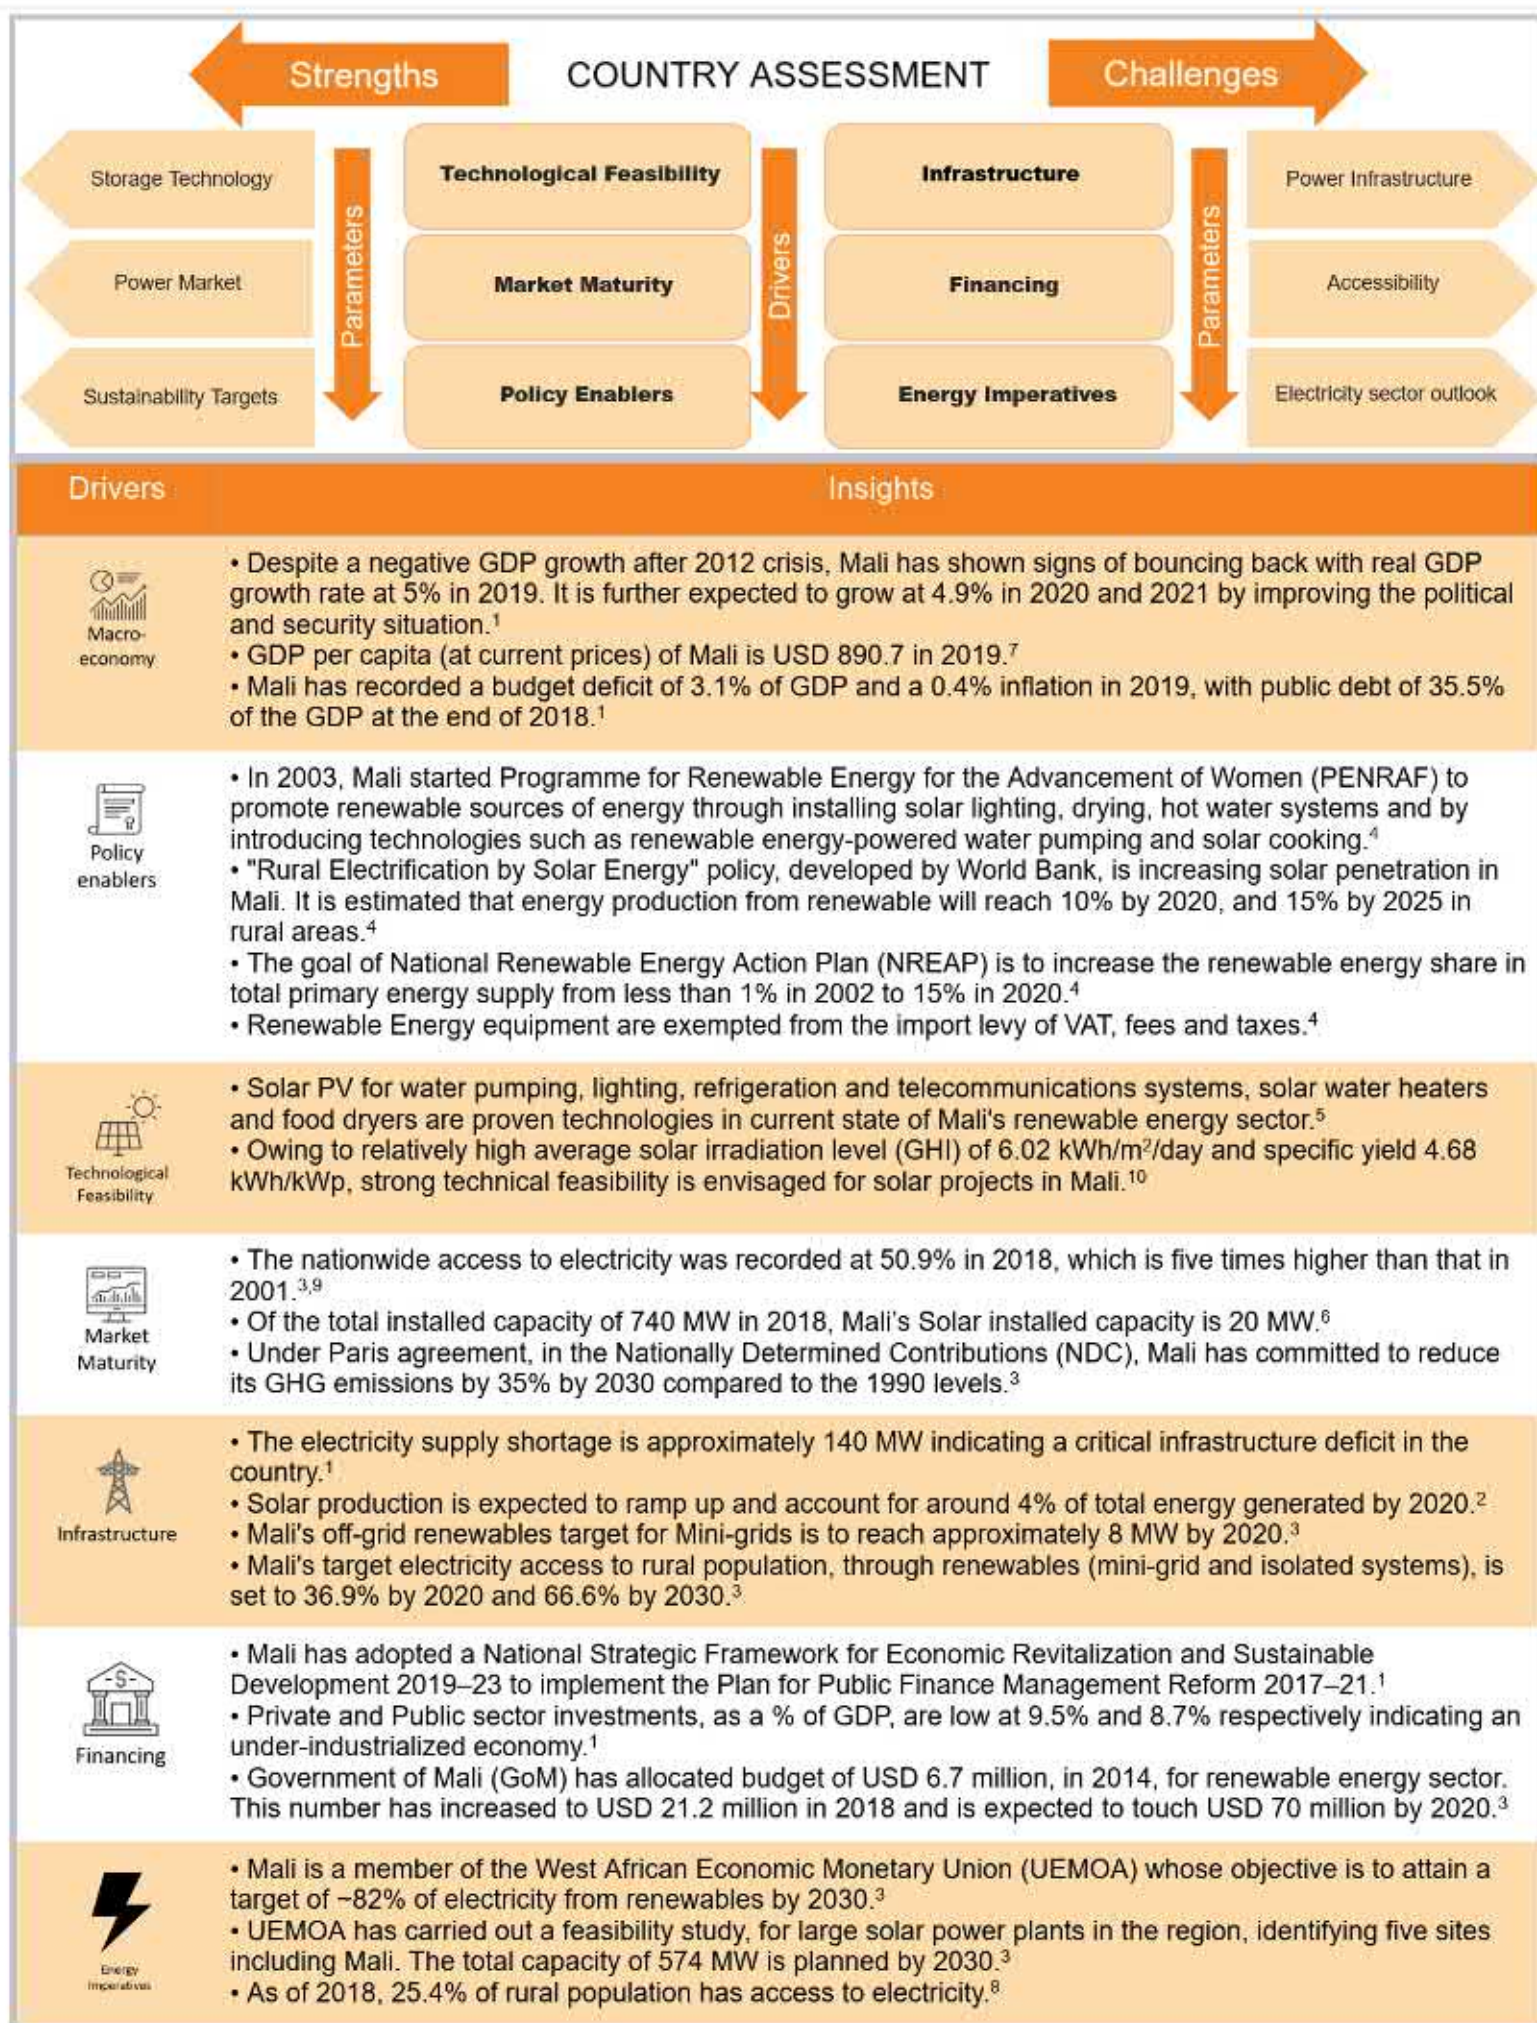 Strengths
COUNTRY ASSESSMENT
Challenges
Storage Technology
Power Market
Sustainability Targets
Parameters
Technological Feasibility
Market Maturity
Policy Enablers
Drivers
Infrastructure
Financing
Energy Imperatives
Parameters
Power Infrastructure
Accessibility
Electricity sector outlook
Drivers
Insights
Macro-
economy
• Despite a negative GDP growth after 2012 crisis, Mali has shown signs of bouncing back with real GDP
growth rate at 5% in 2019. It is further expected to grow at 4.9% in 2020 and 2021 by improving the political
and security situation.¹
• GDP per capita (at current prices) of Mali is USD 890.7 in 2019.⁷
• Mali has recorded a budget deficit of 3.1% of GDP and a 0.4% inflation in 2019, with public debt of 35.5%
of the GDP at the end of 2018.¹
Policy
enablers
• In 2003, Mali started Programme for Renewable Energy for the Advancement of Women (PENRAF) to
promote renewable sources of energy through installing solar lighting, drying, hot water systems and by
introducing technologies such as renewable energy-powered water pumping and solar cooking.⁴
• "Rural Electrification by Solar Energy" policy, developed by World Bank, is increasing solar penetration in
Mali. It is estimated that energy production from renewable will reach 10% by 2020, and 15% by 2025 in
rural areas.⁴
• The goal of National Renewable Energy Action Plan (NREAP) is to increase the renewable energy share in
total primary energy supply from less than 1% in 2002 to 15% in 2020.⁴
• Renewable Energy equipment are exempted from the import levy of VAT, fees and taxes.⁴
Technological
Feasibility
• Solar PV for water pumping, lighting, refrigeration and telecommunications systems, solar water heaters
and food dryers are proven technologies in current state of Mali's renewable energy sector.⁵
• Owing to relatively high average solar irradiation level (GHI) of 6.02 kWh/m²/day and specific yield 4.68
kWh/kWp, strong technical feasibility is envisaged for solar projects in Mali.¹⁰
Market
Maturity
• The nationwide access to electricity was recorded at 50.9% in 2018, which is five times higher than that in
2001.³,⁹
• Of the total installed capacity of 740 MW in 2018, Mali's Solar installed capacity is 20 MW.⁶
• Under Paris agreement, in the Nationally Determined Contributions (NDC), Mali has committed to reduce
its GHG emissions by 35% by 2030 compared to the 1990 levels.³
Infrastructure
• The electricity supply shortage is approximately 140 MW indicating a critical infrastructure deficit in the
country.¹
• Solar production is expected to ramp up and account for around 4% of total energy generated by 2020.²
• Mali's off-grid renewables target for Mini-grids is to reach approximately 8 MW by 2020.³
• Mali's target electricity access to rural population, through renewables (mini-grid and isolated systems), is
set to 36.9% by 2020 and 66.6% by 2030.³
-S-
Financing
• Mali has adopted a National Strategic Framework for Economic Revitalization and Sustainable
Development 2019–23 to implement the Plan for Public Finance Management Reform 2017–21.¹
• Private and Public sector investments, as a % of GDP, are low at 9.5% and 8.7% respectively indicating an
under-industrialized economy.¹
• Government of Mali (GoM) has allocated budget of USD 6.7 million, in 2014, for renewable energy sector.
This number has increased to USD 21.2 million in 2018 and is expected to touch USD 70 million by 2020.³
Energy
Imperatives
• Mali is a member of the West African Economic Monetary Union (UEMOA) whose objective is to attain a
target of ~82% of electricity from renewables by 2030.³
• UEMOA has carried out a feasibility study, for large solar power plants in the region, identifying five sites
including Mali. The total capacity of 574 MW is planned by 2030.³
• As of 2018, 25.4% of rural population has access to electricity.⁸